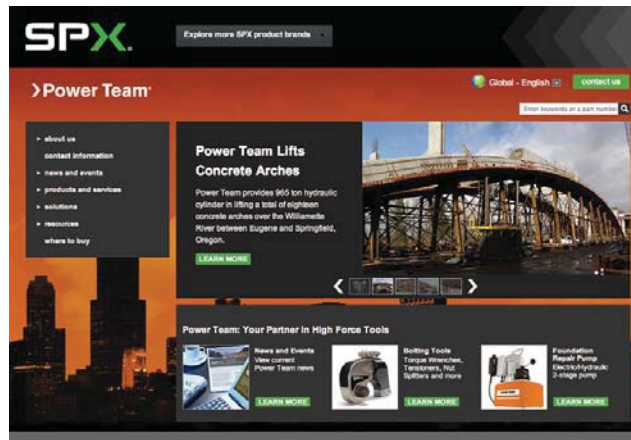 SPX.
Explore more SPX product brands
Global - English
contact us
>Power Team
Enter keywords or a part number
about us
contact information
news and events
products and services
solutions
resources
where to buy
Power Team Lifts
Concrete Arches
Power Team provides 965 ton hydraulic
cylinder in lifting a total of eighteen
concrete arches over the Williamette
River between Eugene and Springfield,
Oregon.
LEARN MORE
Power Team: Your Partner in High Force Tools
News and Events
View current
Power Team news
LEARN MORE
Bolting Tools
Torque Wrenches,
Tensioners, Nut
Splitters and more
LEARN MORE
Foundation
Repair Pump
Electric/Hydraulic
2-stage pump
LEARN MORE